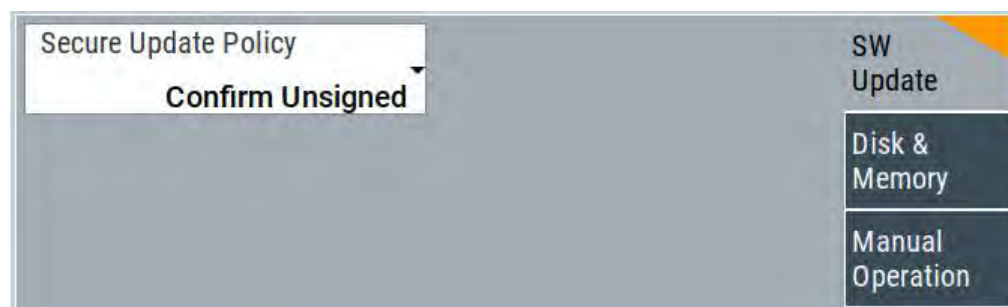 Secure Update Policy
Confirm Unsigned
SW
Update
Disk &
Memory
Manual
Operation